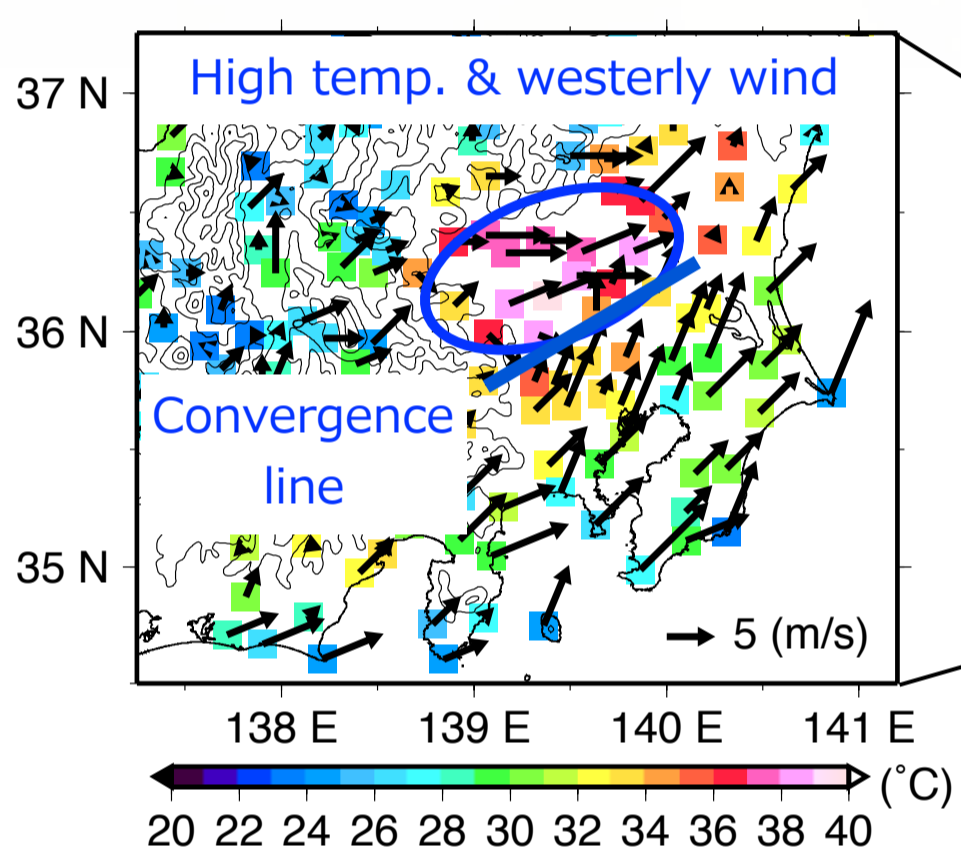 High temp. & westerly wind
37 N
36 N
Convergence
line
35 N
5 (m/s)
138 E 139 E 140 E 141 E
(°C)
20 22 24 26 28 30 32 34 36 38 40